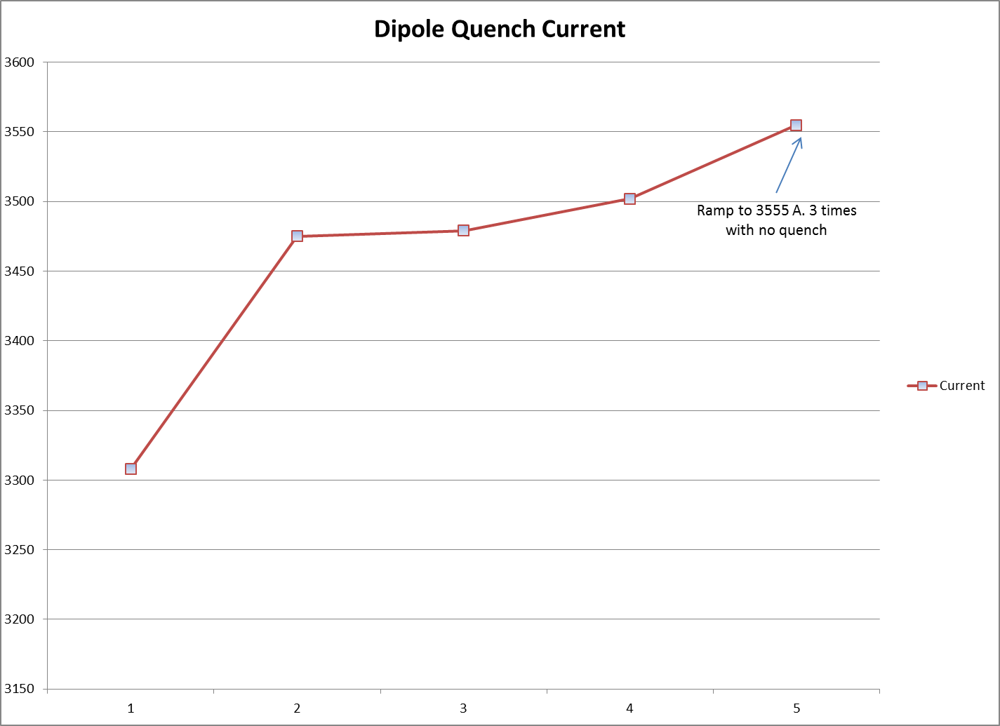 Dipole Quench Current
3600
3550
3500
3450
3400
3350
3300
3250
3200
3150
Ramp to 3555 A. 3 times
with no quench
Current
1 2 3 4 5